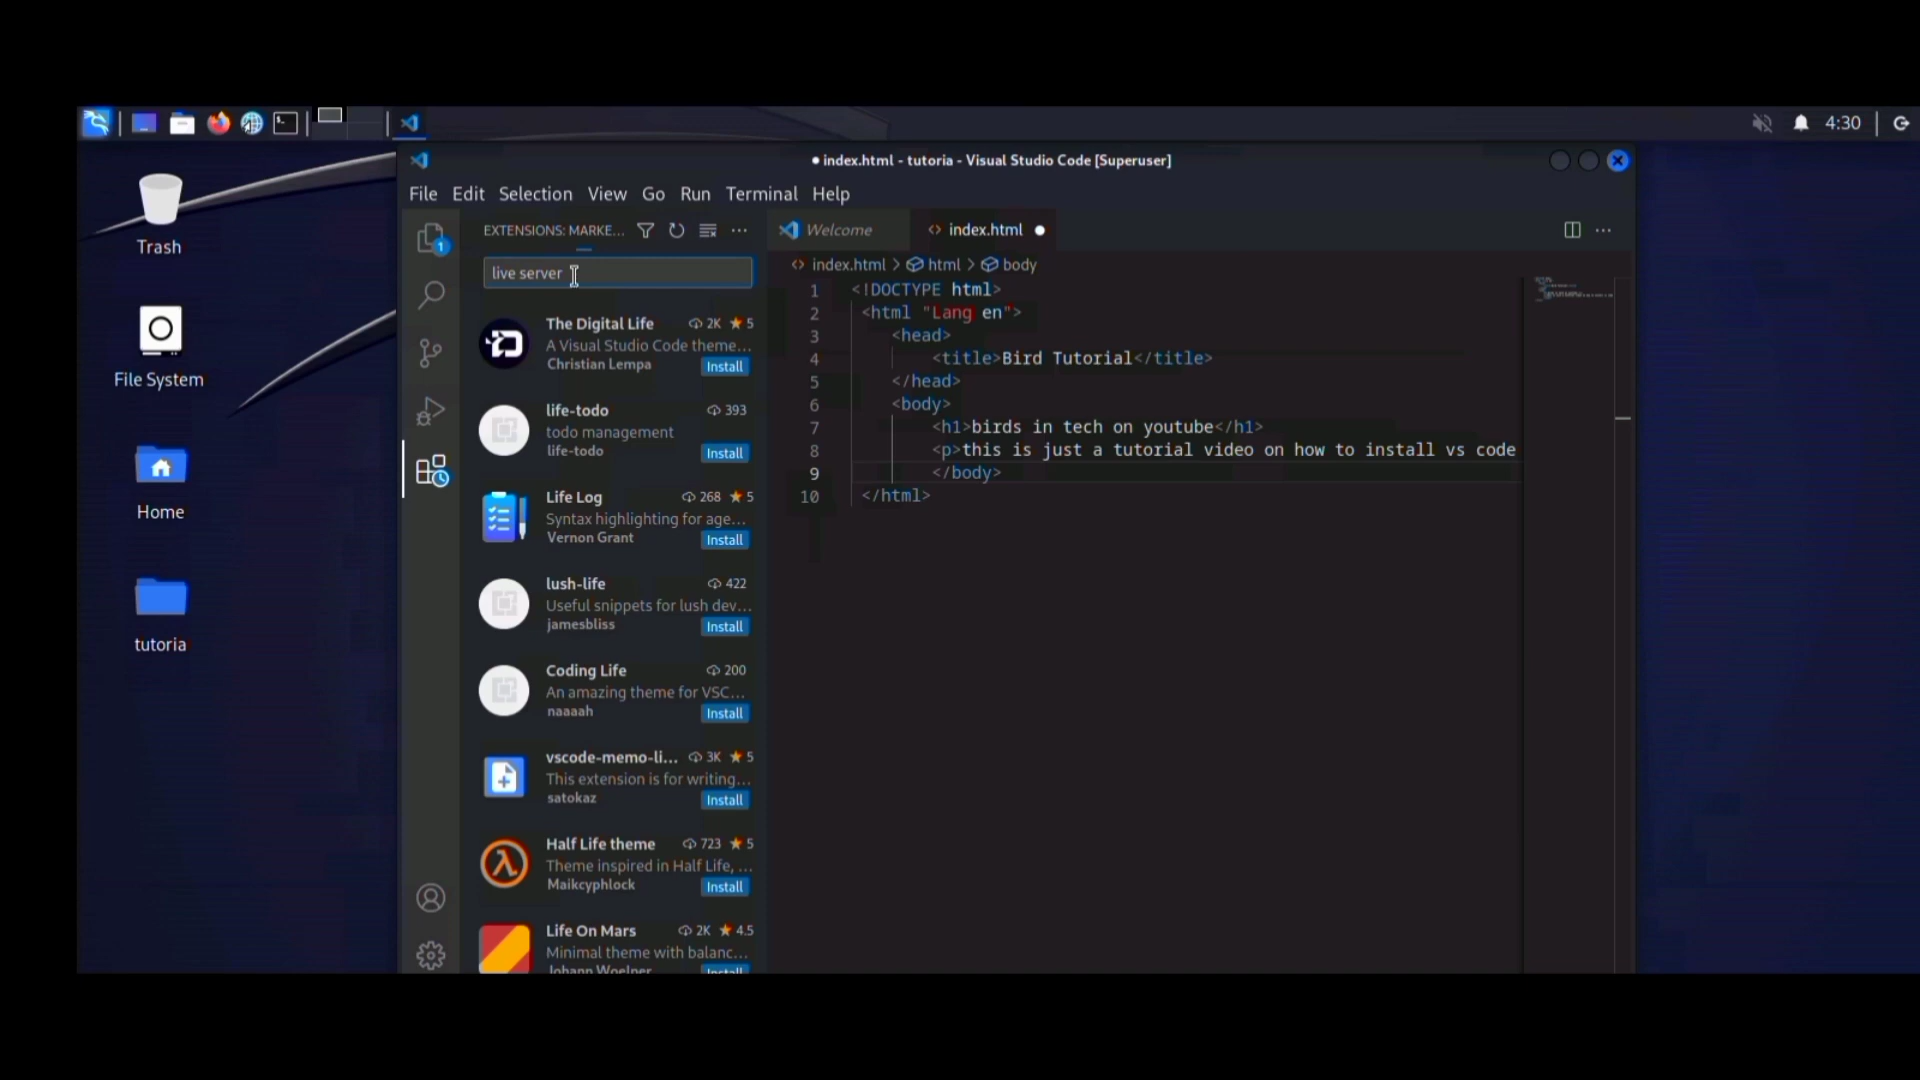 4:30
Trash
File System
Home
tutoria
index.html - tutoria - Visual Studio Code [Superuser]
File Edit Selection View Go Run Terminal Help
1
EXTENSIONS: MARKE...
live server
The Digital Life 2K 5
A Visual Studio Code theme...
Christian Lempa Install
life-todo 393
todo management
life-todo Install
Life Log 268 5
Syntax highlighting for age...
Vernon Grant Install
lush-life 422
Useful snippets for lush dev...
jamesbliss Install
Coding Life 200
An amazing theme for VSC...
naaaah Install
vscode-memo-li... 3K 5
This extension is for writing...
satokaz Install
Half Life theme 723 5
Theme inspired in Half Life, ...
Maikcyphlock Install
Life On Mars 2K 4.5
Minimal theme with balanc...
Johann Woelper Install
Welcome index.html
index.html > html > body
1 <!DOCTYPE html>
2 <html "Lang en">
3 <head>
4 <title>Bird Tutorial</title>
5 </head>
6 <body>
7 <h1>birds in tech on youtube</h1>
8 <p>this is just a tutorial video on how to install vs code
9 </body>
10 </html>